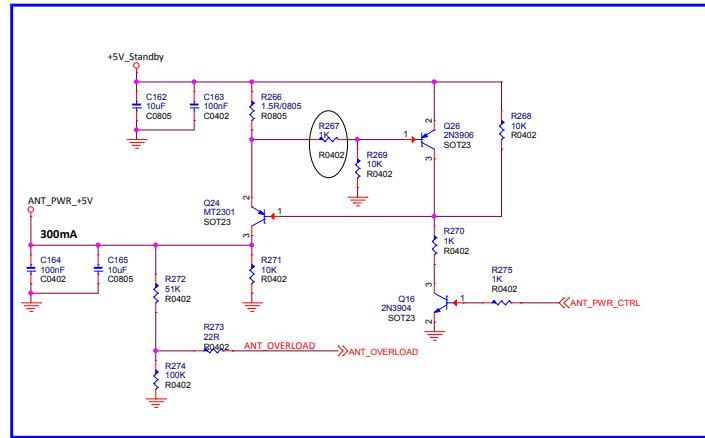 +5V_Standby
C162
10uF
C0805
C163
100nF
C0402
R266
1.5R/0805
R0805
R267
1K
R0402
R269
10K
R0402
1
2
3
Q26
2N3906
SOT23
R268
10K
R0402
ANT_PWR_+5V
300mA
Q24
MT2301
SOT23
2
3
1
C164
100nF
C0402
C165
10uF
C0805
R272
51K
R0402
R271
10K
R0402
R270
1K
R0402
Q16
2N3904
SOT23
3
2
1
R275
1K
R0402
ANT_PWR_CTRL
R273
22R
R0402
ANT_OVERLOAD
ANT_OVERLOAD
R274
100K
R0402